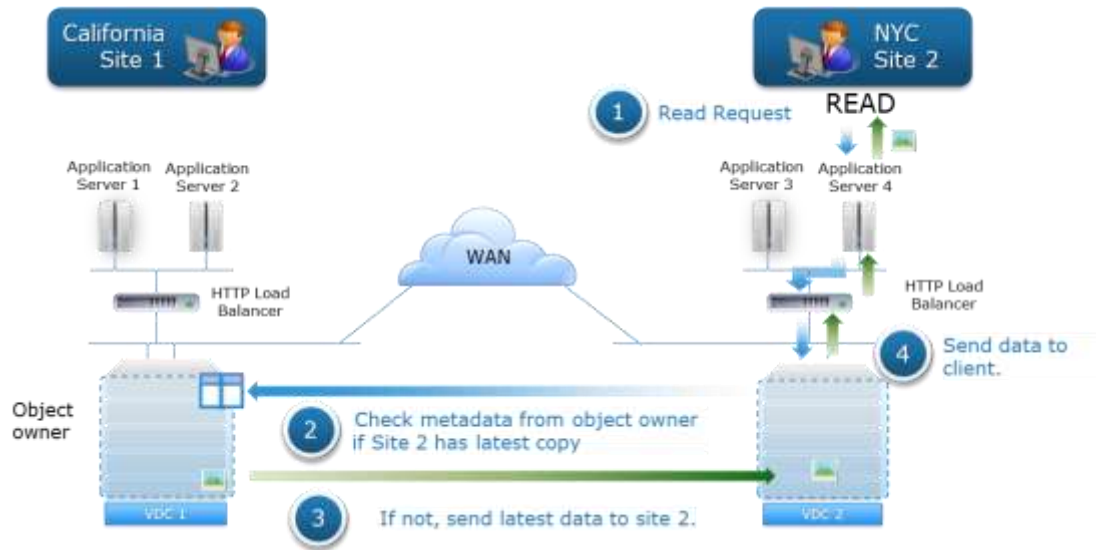 California
Site 1
NYC
Site 2
READ
1
Read Request
Application
Server 1
Application
Server 2
Application
Server 3
Application
Server 4
WAN
HTTP Load
Balancer
HTTP Load
Balancer
4
Send data to
client.
Object
owner
2
Check metadata from object owner
if Site 2 has latest copy
3
If not, send latest data to site 2.
VDC 1
VDC 2